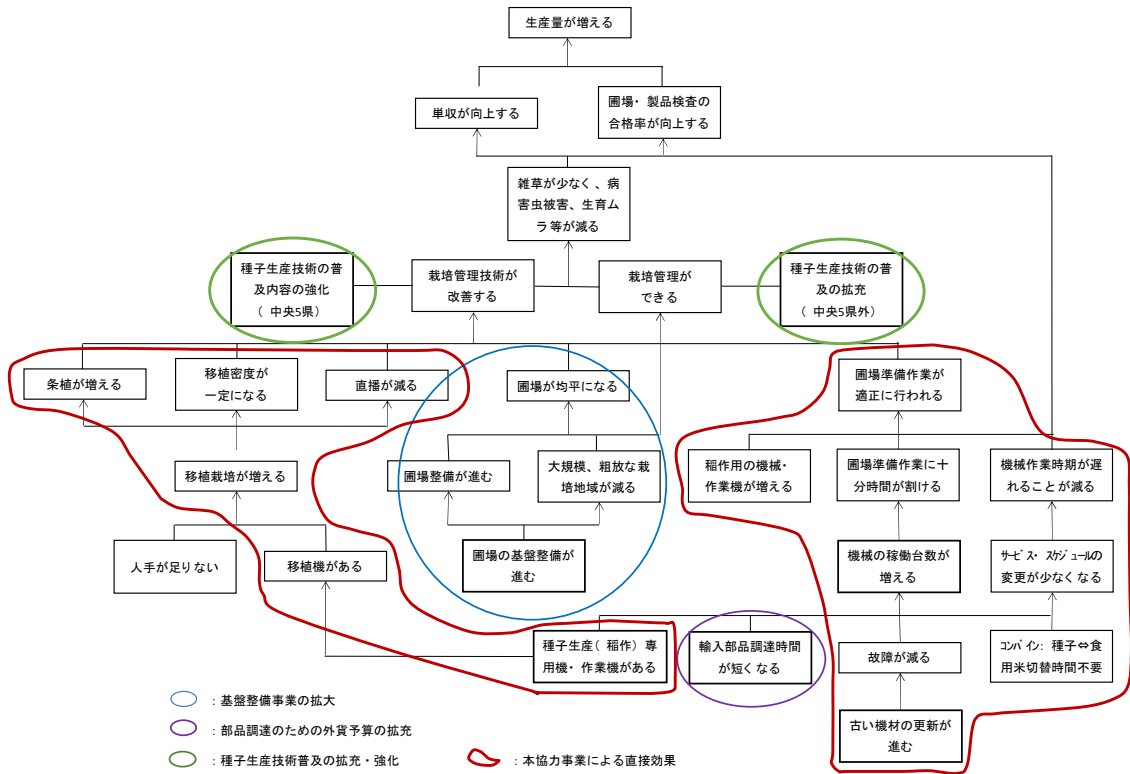 生産量が増える
単収が向上する
圃場・製品検査の
合格率が向上する
雑草が少なく、病
害虫被害、生育ム
ラ等が減る
種子生産技術の普
及内容の強化
（中央5県）
栽培管理技術が
改善する
栽培管理が
できる
種子生産技術の普
及の拡充
（中央5県外）
条植が増える
移植密度が
一定になる
直播が減る
圃場が均平になる
圃場準備作業が
適正に行われる
移植栽培が増える
圃場整備が進む
大規模、粗放な栽
培地域が減る
稲作用の機械・
作業機が増える
圃場準備作業に十
分時間が割ける
機械作業時期が遅
れることが減る
人手が足りない
移植機がある
圃場の基盤整備が
進む
機械の稼働台数が
増える
ｻｰﾋﾞｽ・ｽｹｼﾞｭｰﾙの
変更が少なくなる
種子生産（稲作）専
用機・作業機がある
輸入部品調達時間
が短くなる
故障が減る
ｺﾝﾊﾞｲﾝ：種子⇔食
用米切替時間不要
古い機材の更新が
進む
：基盤整備事業の拡大
：部品調達のための外貨予算の拡充
：種子生産技術普及の拡充・強化
：本協力事業による直接効果